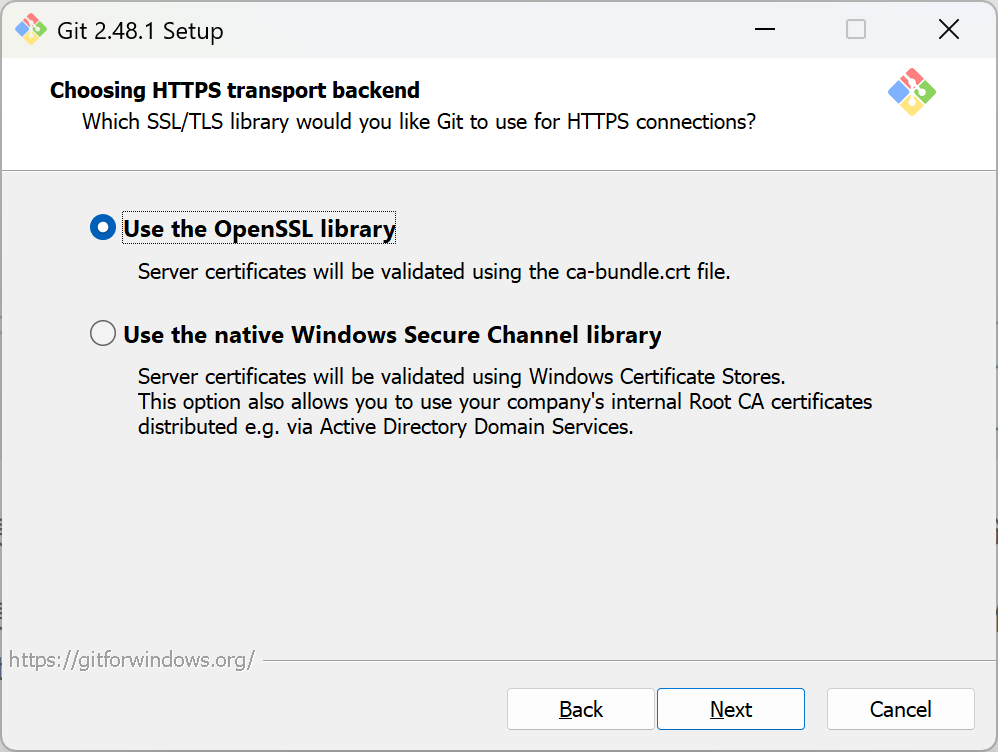 Git 2.48.1 Setup
Choosing HTTPS transport backend
Which SSL/TLS library would you like Git to use for HTTPS connections?
Use the OpenSSL library
Server certificates will be validated using the ca-bundle.crt file.
Use the native Windows Secure Channel library
Server certificates will be validated using Windows Certificate Stores.
This option also allows you to use your company's internal Root CA certificates
distributed e.g. via Active Directory Domain Services.
https://gitforwindows.org/
Back Next Cancel